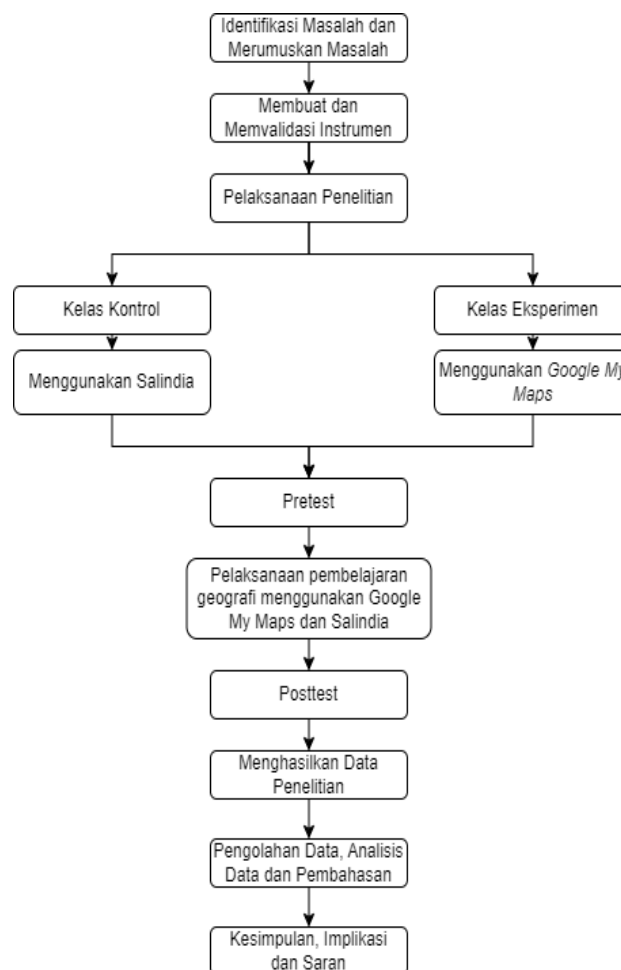 Identifikasi Masalah dan
Merumuskan Masalah
Membuat dan
Memvalidasi Instrumen
Pelaksanaan Penelitian
Kelas Kontrol
Kelas Eksperimen
Menggunakan Salindia
Menggunakan Google My
Maps
Pretest
Pelaksanaan pembelajaran
geografi menggunakan Google
My Maps dan Salindia
Posttest
Menghasilkan Data
Penelitian
Pengolahan Data, Analisis
Data dan Pembahasan
Kesimpulan, Implikasi
dan Saran